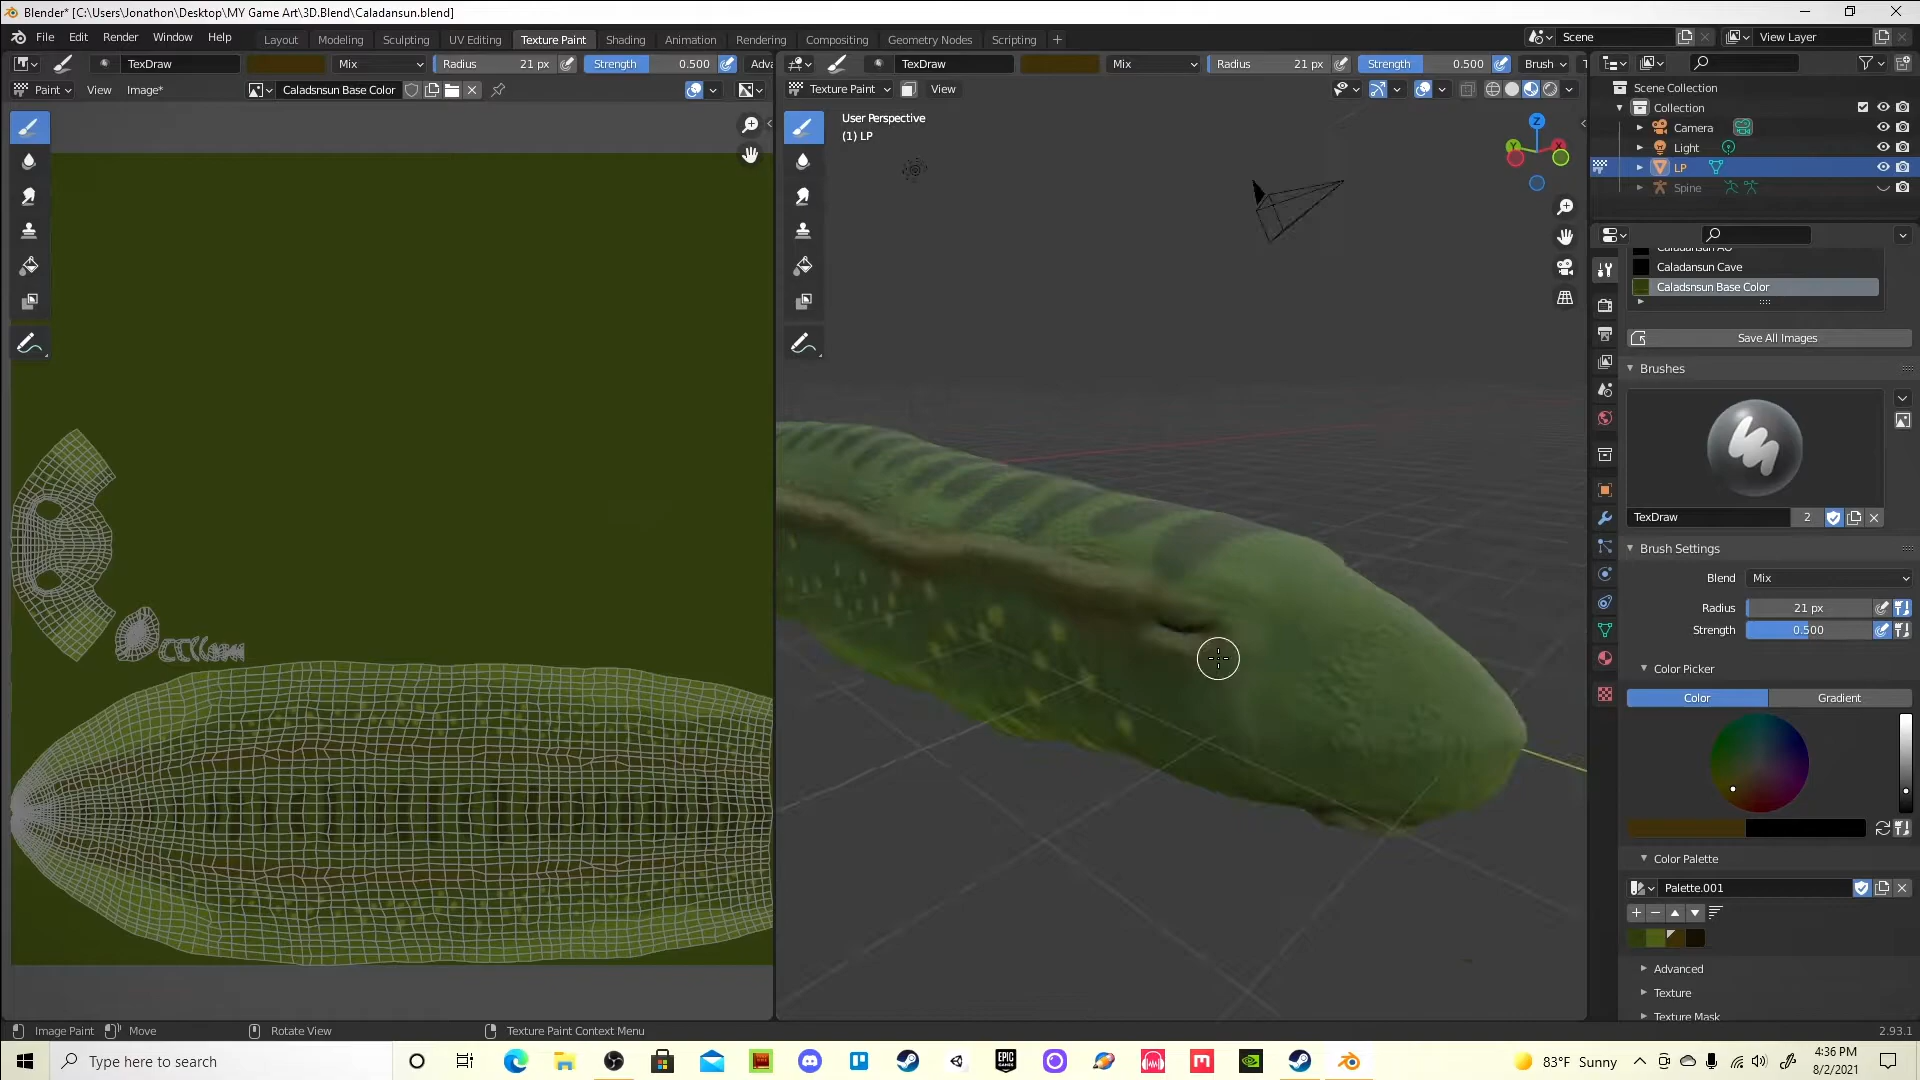 Blender* [C:\Users\Jonathon\Desktop\MY Game Art\3D.Blend\Caladansun.blend]
File Edit Render Window Help Layout Modeling Sculpting UV Editing Texture Paint Shading Animation Rendering Compositing Geometry Nodes Scripting + Scene View Layer
TexDraw Mix Radius 21 px Strength 0.500 Adva TexDraw Mix Radius 21 px Strength 0.500 Brush
Paint View Image* Caladsnsun Base Color Texture Paint View
User Perspective
(1) LP
Z
Y
X
Scene Collection
Collection
Camera
Light
LP
Spine
Caladansun AO
Caladansun Cave
Caladsnsun Base Color
Save All Images
Brushes
TexDraw 2
Brush Settings
Blend Mix
Radius 21 px
Strength 0.500
Color Picker
Color Gradient
Color Palette
Palette.001
Advanced
Texture
Texture Mask
Image Paint Move Rotate View Texture Paint Context Menu 2.93.1
Type here to search
EPIC GAMES
83°F Sunny
4:36 PM
8/2/2021